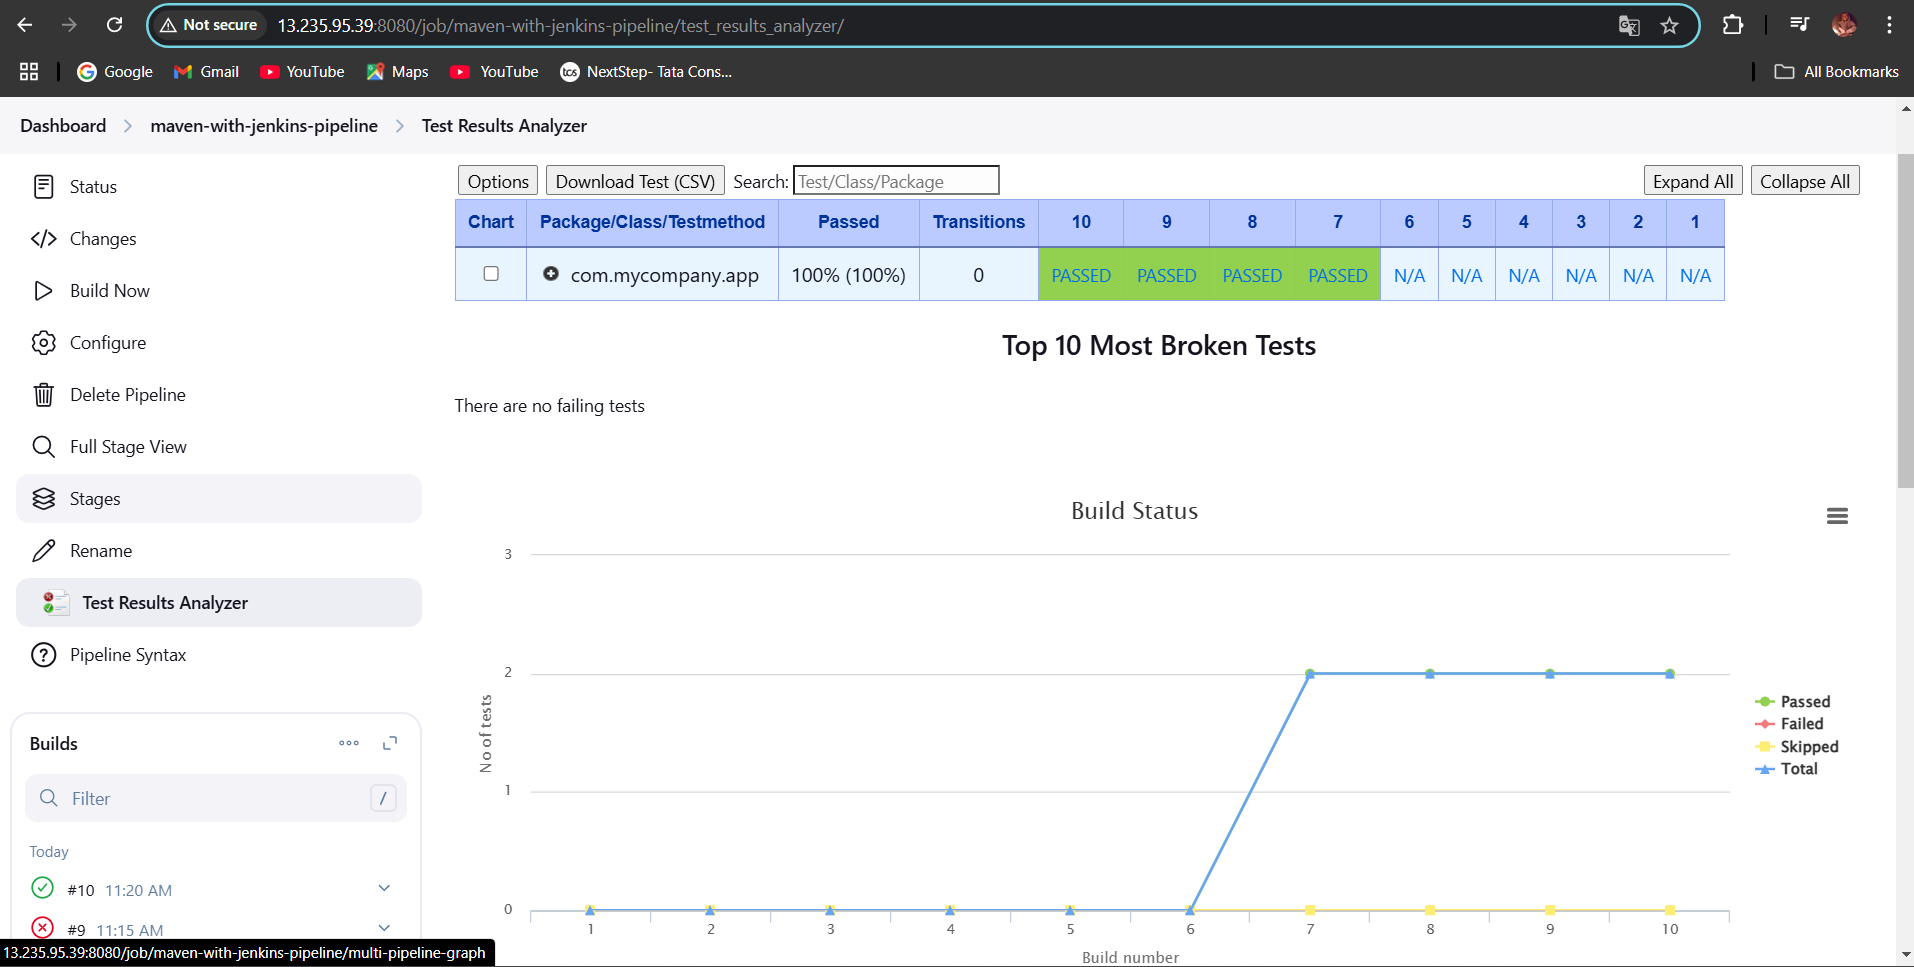 Not secure 13.235.95.39:8080/job/maven-with-jenkins-pipeline/test_results_analyzer/
Google Gmail YouTube Maps YouTube tcs NextStep- Tata Cons... All Bookmarks
Dashboard maven-with-jenkins-pipeline Test Results Analyzer
Status
Changes
Build Now
Configure
Delete Pipeline
Full Stage View
Stages
Rename
Test Results Analyzer
Pipeline Syntax
Builds
Filter /
Today
#10 11:20 AM
#9 11:15 AM
13.235.95.39:8080/job/maven-with-jenkins-pipeline/multi-pipeline-graph
Options Download Test (CSV) Search: Test/Class/Package Expand All Collapse All
Chart Package/Class/Testmethod Passed Transitions 10 9 8 7 6 5 4 3 2 1
com.mycompany.app 100% (100%) 0 PASSED PASSED PASSED PASSED N/A N/A N/A N/A N/A N/A
Top 10 Most Broken Tests
There are no failing tests
Build Status
3
2
1
0
No of tests
1 2 3 4 5 6 7 8 9 10
Build number
Passed
Failed
Skipped
Total